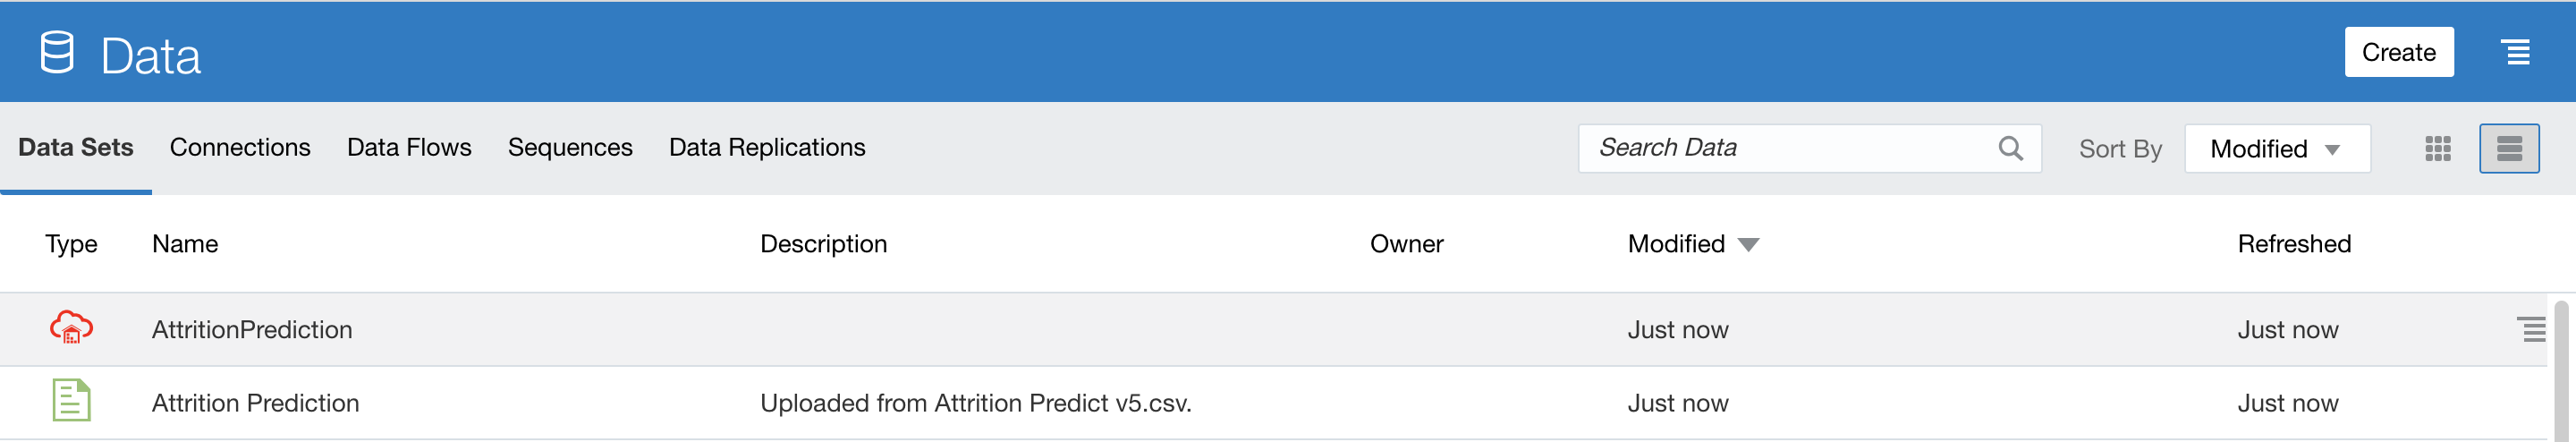 Data Create
Data Sets Connections Data Flows Sequences Data Replications Search Data Sort By Modified
Type Name Description Owner Modified Refreshed
AttritionPrediction Just now Just now
Attrition Prediction Uploaded from Attrition Predict v5.csv. Just now Just now